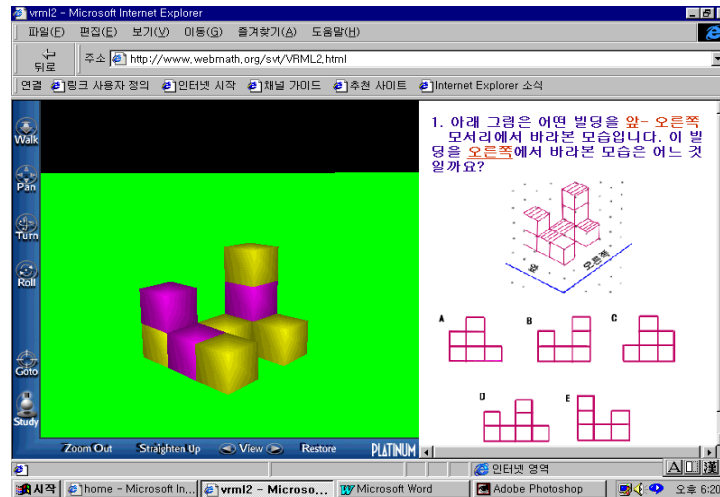 vrml2 - Microsoft Internet Explorer
파일(F) 편집(E) 보기(V) 이동(G) 즐겨찾기(A) 도움말(H)
뒤로
주소 http://www.webmath.org/svt/VRML2.html
연결 링크 사용자 정의 인터넷 시작 채널 가이드 추천 사이트 Internet Explorer 소식
Walk
Pan
Turn
Roll
Goto
Study
1. 아래 그림은 어떤 빌딩을 앞- 오른쪽
모서리에서 바라본 모습입니다. 이 빌
딩을 오른쪽에서 바라본 모습은 어느 것
일까요?
앞 오른쪽
A B C
D E
Zoom Out Straighten Up View Restore PLATINUM
인터넷 영역
A 漢
시작 home - Microsoft In... vrml2 - Microso... Microsoft Word Adobe Photoshop 오후 6:20